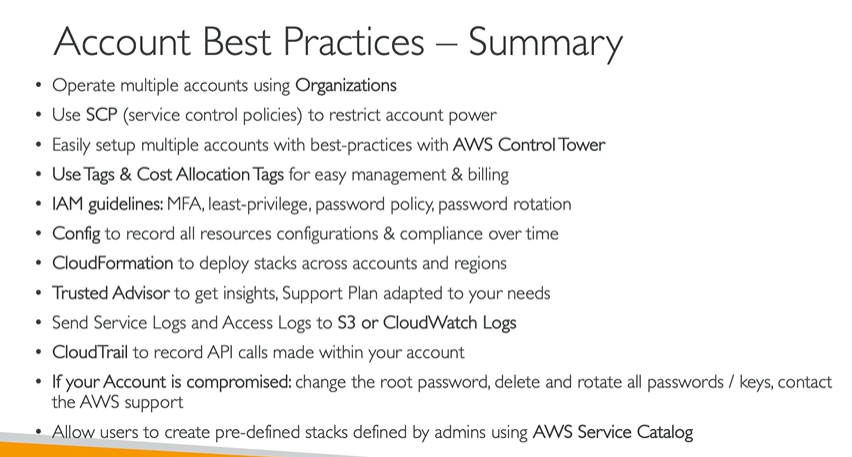 Account Best Practices – Summary
• Operate multiple accounts using Organizations
• Use SCP (service control policies) to restrict account power
• Easily setup multiple accounts with best-practices with AWS Control Tower
• Use Tags & Cost Allocation Tags for easy management & billing
• IAM guidelines: MFA, least-privilege, password policy, password rotation
• Config to record all resources configurations & compliance over time
• CloudFormation to deploy stacks across accounts and regions
• Trusted Advisor to get insights, Support Plan adapted to your needs
• Send Service Logs and Access Logs to S3 or CloudWatch Logs
• CloudTrail to record API calls made within your account
• If your Account is compromised: change the root password, delete and rotate all passwords / keys, contact
the AWS support
• Allow users to create pre-defined stacks defined by admins using AWS Service Catalog